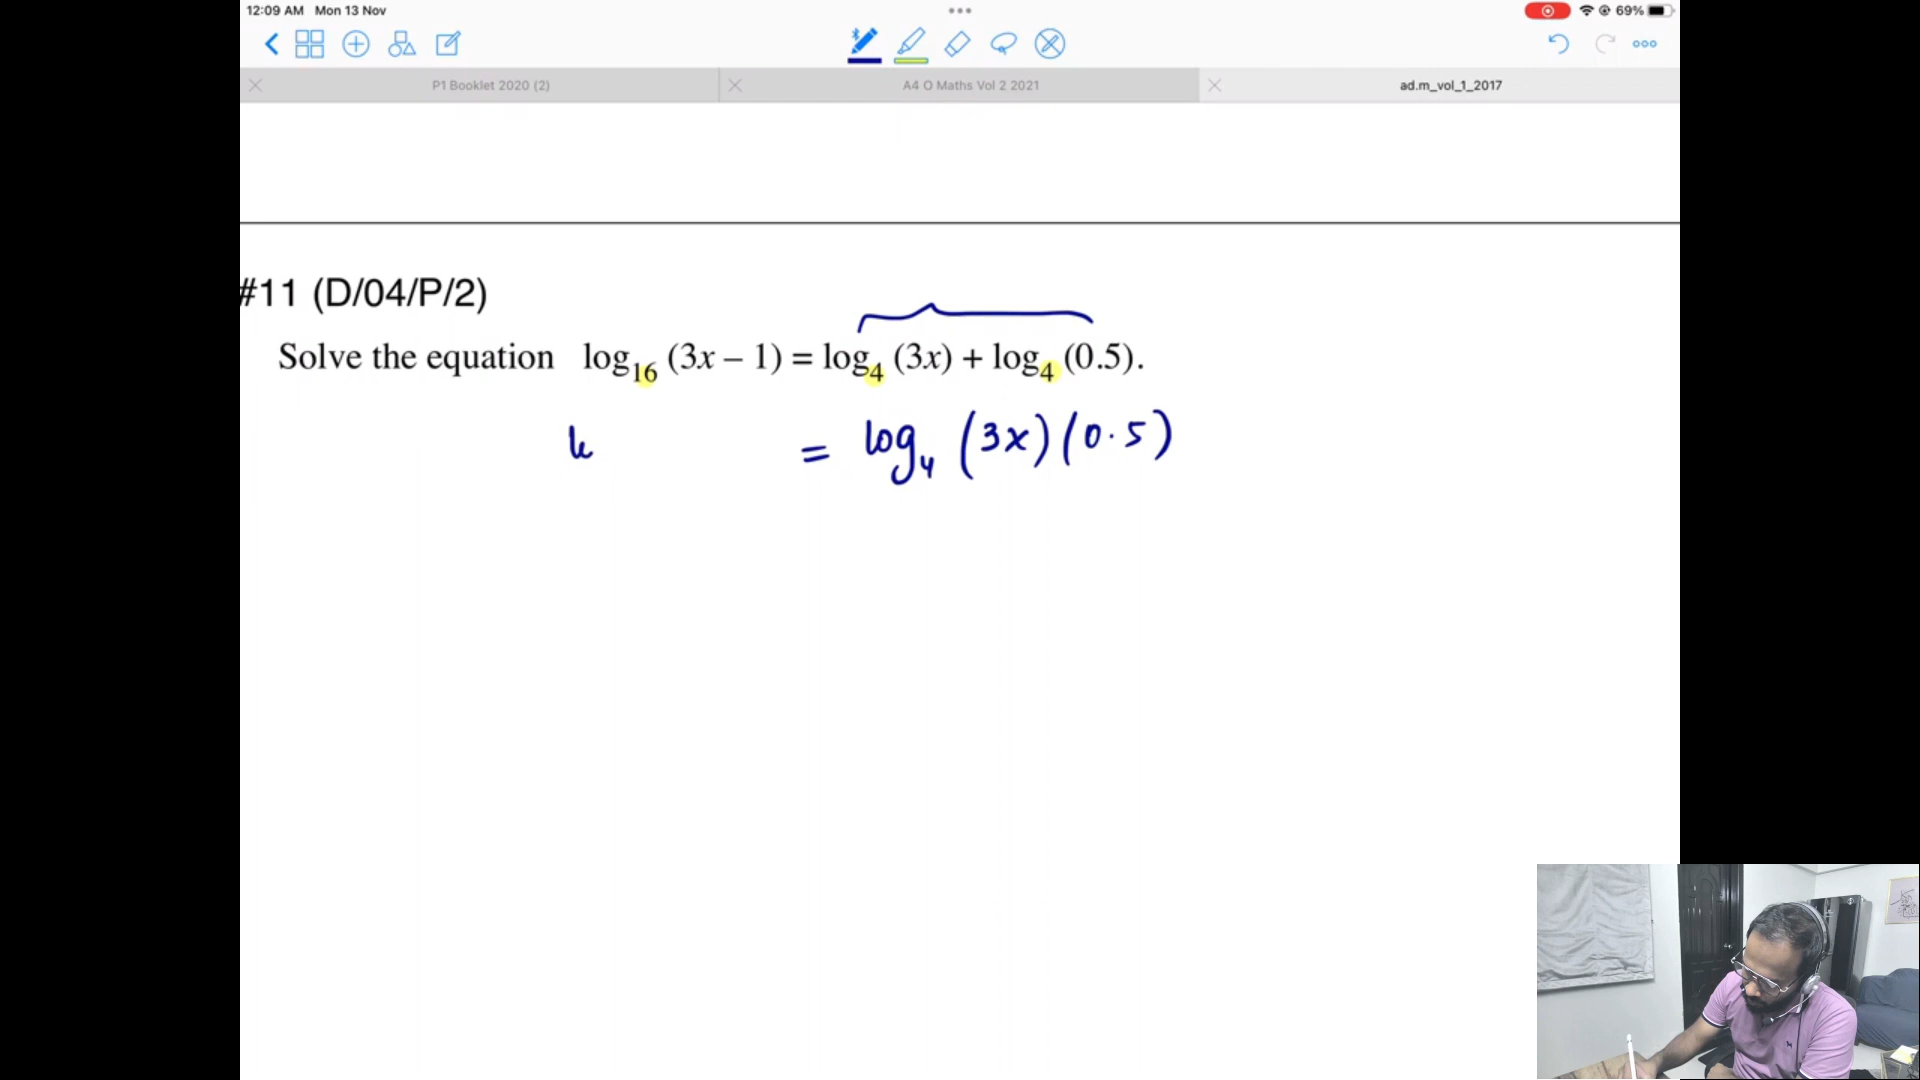 12:09 AM Mon 13 Nov
69%
P1 Booklet 2020 (2)
A4 O Maths Vol 2 2021
ad.m_vol_1_2017
#11 (D/04/P/2)
Solve the equation log₁₆ (3x – 1) = log₄ (3x) + log₄ (0.5).
= log₄ (3x)(0.5)